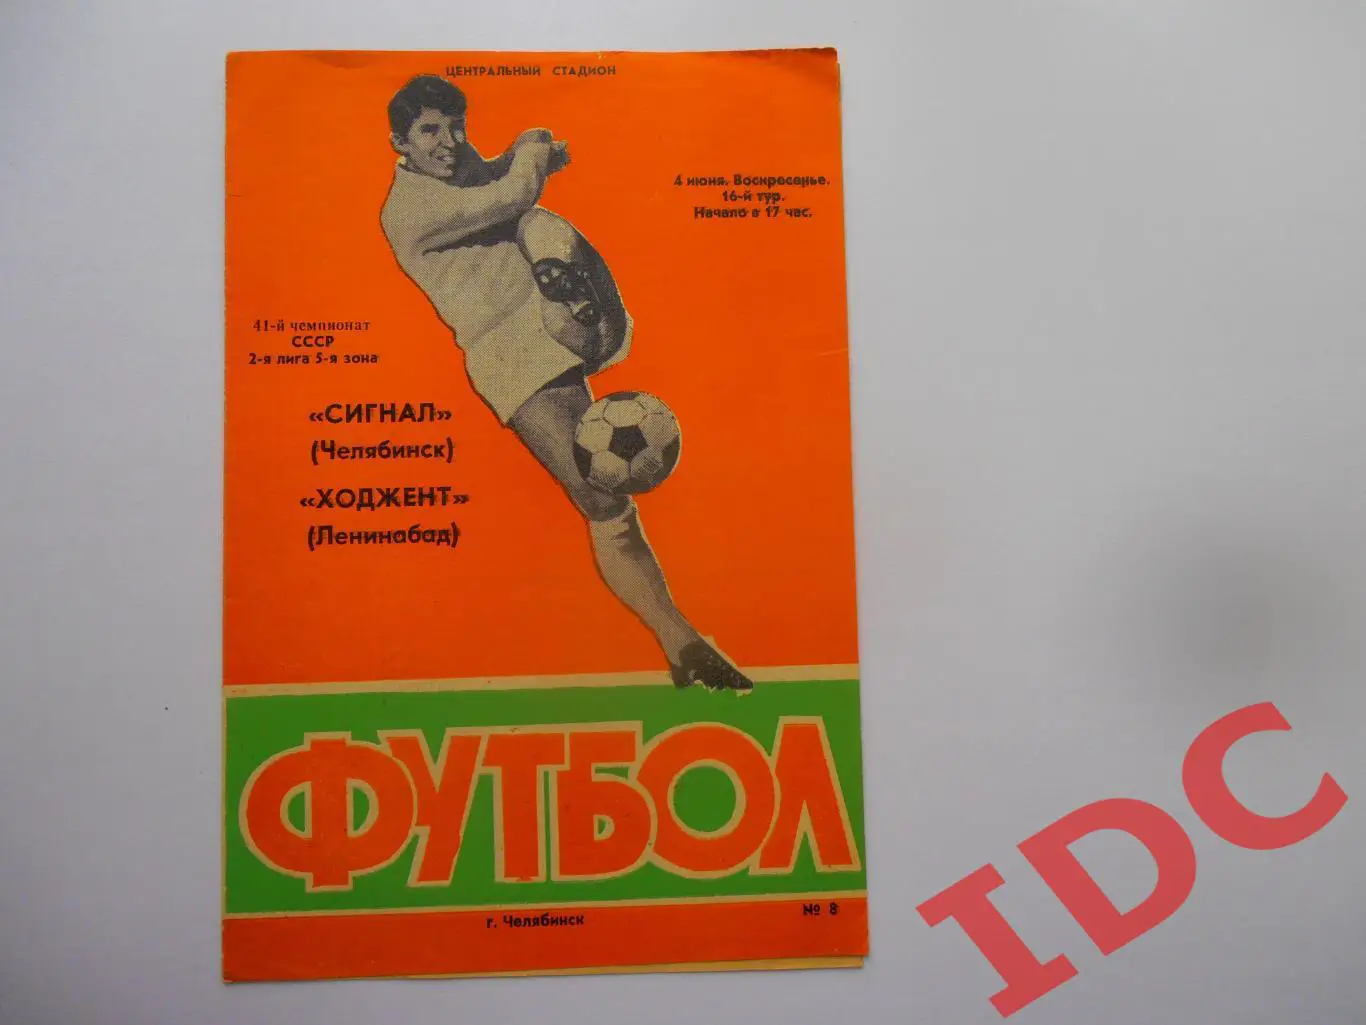 ЦЕНТРАЛЬНЫЙ СТАДИОН
4 июня. Воскресенье.
16-й тур.
Начало в 17 час.
41-й чемпионат
СССР
2-я лига 5-я зона
«СИГНАЛ»
(Челябинск)
«ХОДЖЕНТ»
(Ленинабад)
ФУТБОЛ
г. Челябинск
№ 8
IDC